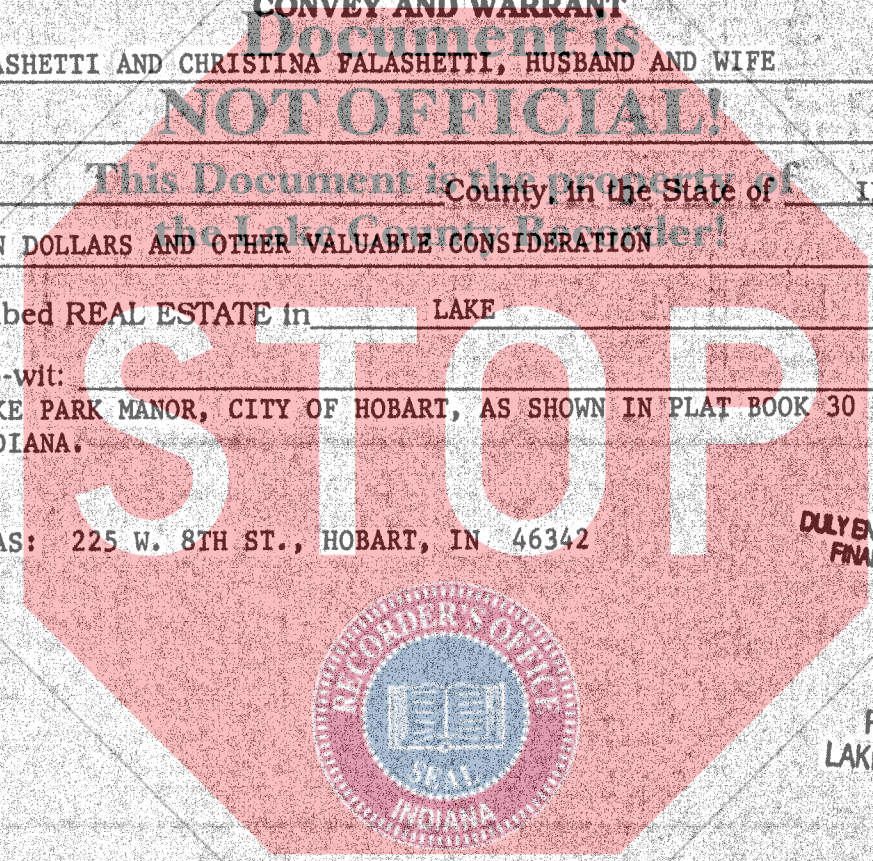 CONVEY AND WARRANT
Document is
ASHETTI AND CHRISTINA FALASHETTI, HUSBAND AND WIFE
NOT OFFICIAL!
This Document is the property of
County, in the State of
the Lake County Recorder!
N DOLLARS AND OTHER VALUABLE CONSIDERATION
bed REAL ESTATE in LAKE
-wit:
KE PARK MANOR, CITY OF HOBART, AS SHOWN IN PLAT BOOK 30
DIANA.
STOP
AS: 225 W. 8TH ST., HOBART, IN 46342
DULY EN
FINA
RECORDER'S OFFICE
SEAL
INDIANA
LAK